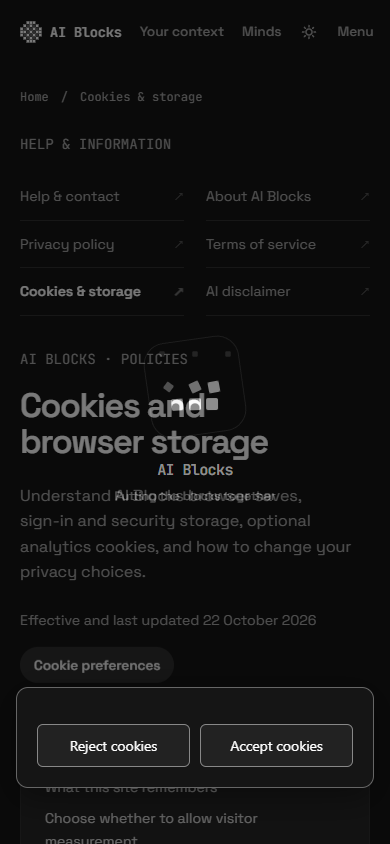 AI Blocks
Your context
Minds
Menu
Home / Cookies & storage
HELP & INFORMATION
Help & contact ↗
About AI Blocks ↗
Privacy policy ↗
Terms of service ↗
Cookies & storage ↗
AI disclaimer ↗
AI BLOCKS · POLICIES
Cookies and
browser storage
AI Blocks
Understand saves,
sign-in and security storage, optional
analytics cookies, and how to change your
privacy choices.
Effective and last updated 22 October 2026
Cookie preferences
Reject cookies
Accept cookies
What this site remembers
Choose whether to allow visitor
measurement